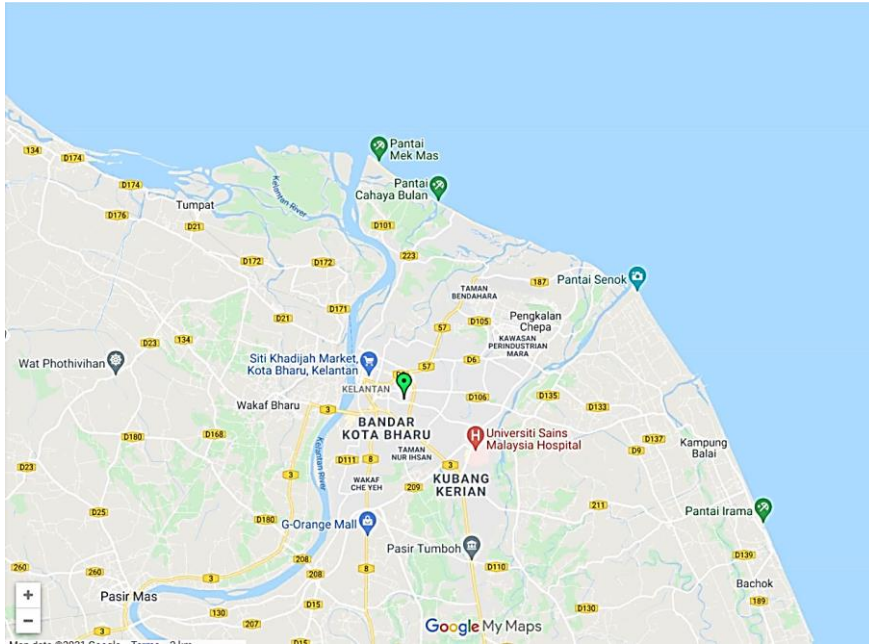 Pantai
Mek Mas
134
D174
D174
Kelantan River
Pantai
Cahaya Bulan
Tumpat
D176
D21
D101
D172
D172
223
187
Pantai Senok
TAMAN
BENDAHARA
D171
Pengkalan
Chepa
D21
57
D105
KAWASAN
PERINDUSTRIAN
MARA
D23
134
Wat Phothivihan
Siti Khadijah Market,
Kota Bharu, Kelantan
57
D6
KELANTAN
D106
D135
Wakaf Bharu
3
D133
BANDAR
KOTA BHARU
Universiti Sains
Malaysia Hospital
D180
D168
D137
Kampung
Balai
TAMAN
NUR IHSAN
D9
D23
Kelantan River
D111
8
3
3
WAKAF
CHE YEH
209
KUBANG
KERIAN
D25
211
Pantai Irama
D180
G-Orange Mall
Pasir Tumboh
D139
260
260
3
208
208
8
D110
Bachok
Pasir Mas
189
130
D15
D130
207
D15
+
−
Google My Maps